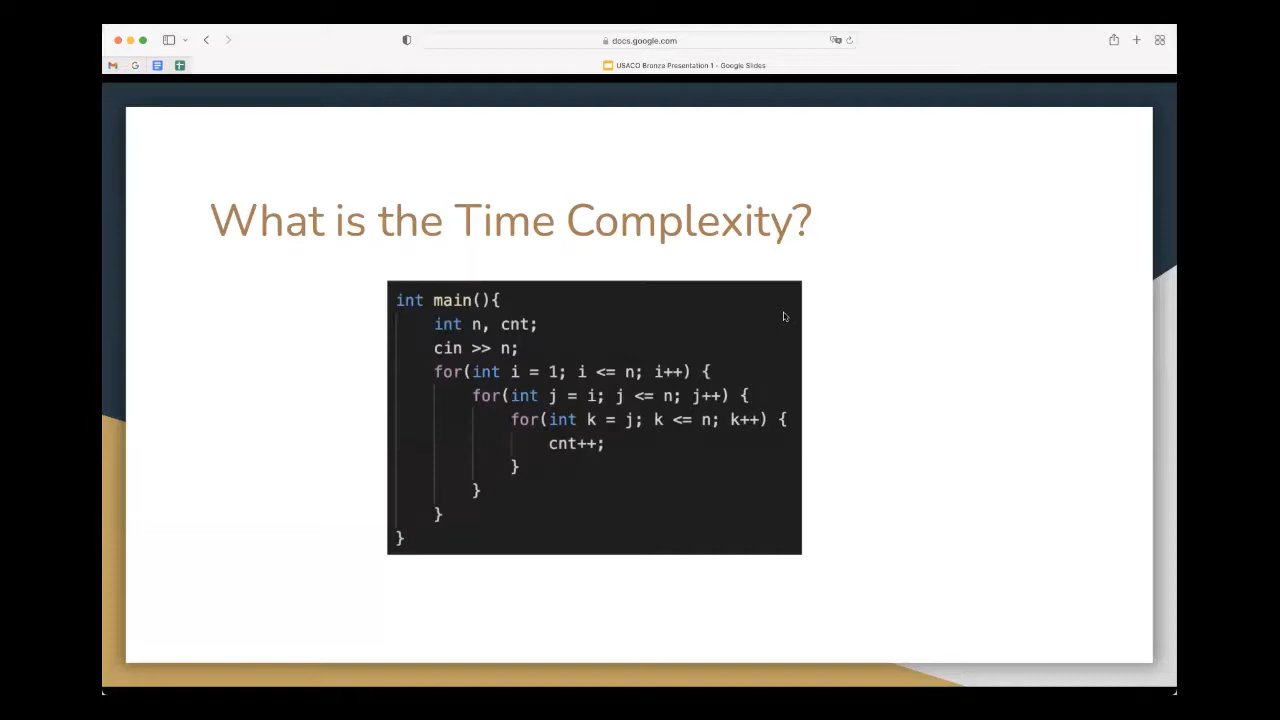 docs.google.com
USACO Bronze Presentation 1 - Google Slides
What is the Time Complexity?
int main(){
    int n, cnt;
    cin >> n;
    for(int i = 1; i <= n; i++) {
        for(int j = i; j <= n; j++) {
            for(int k = j; k <= n; k++) {
                cnt++;
            }
        }
    }
}